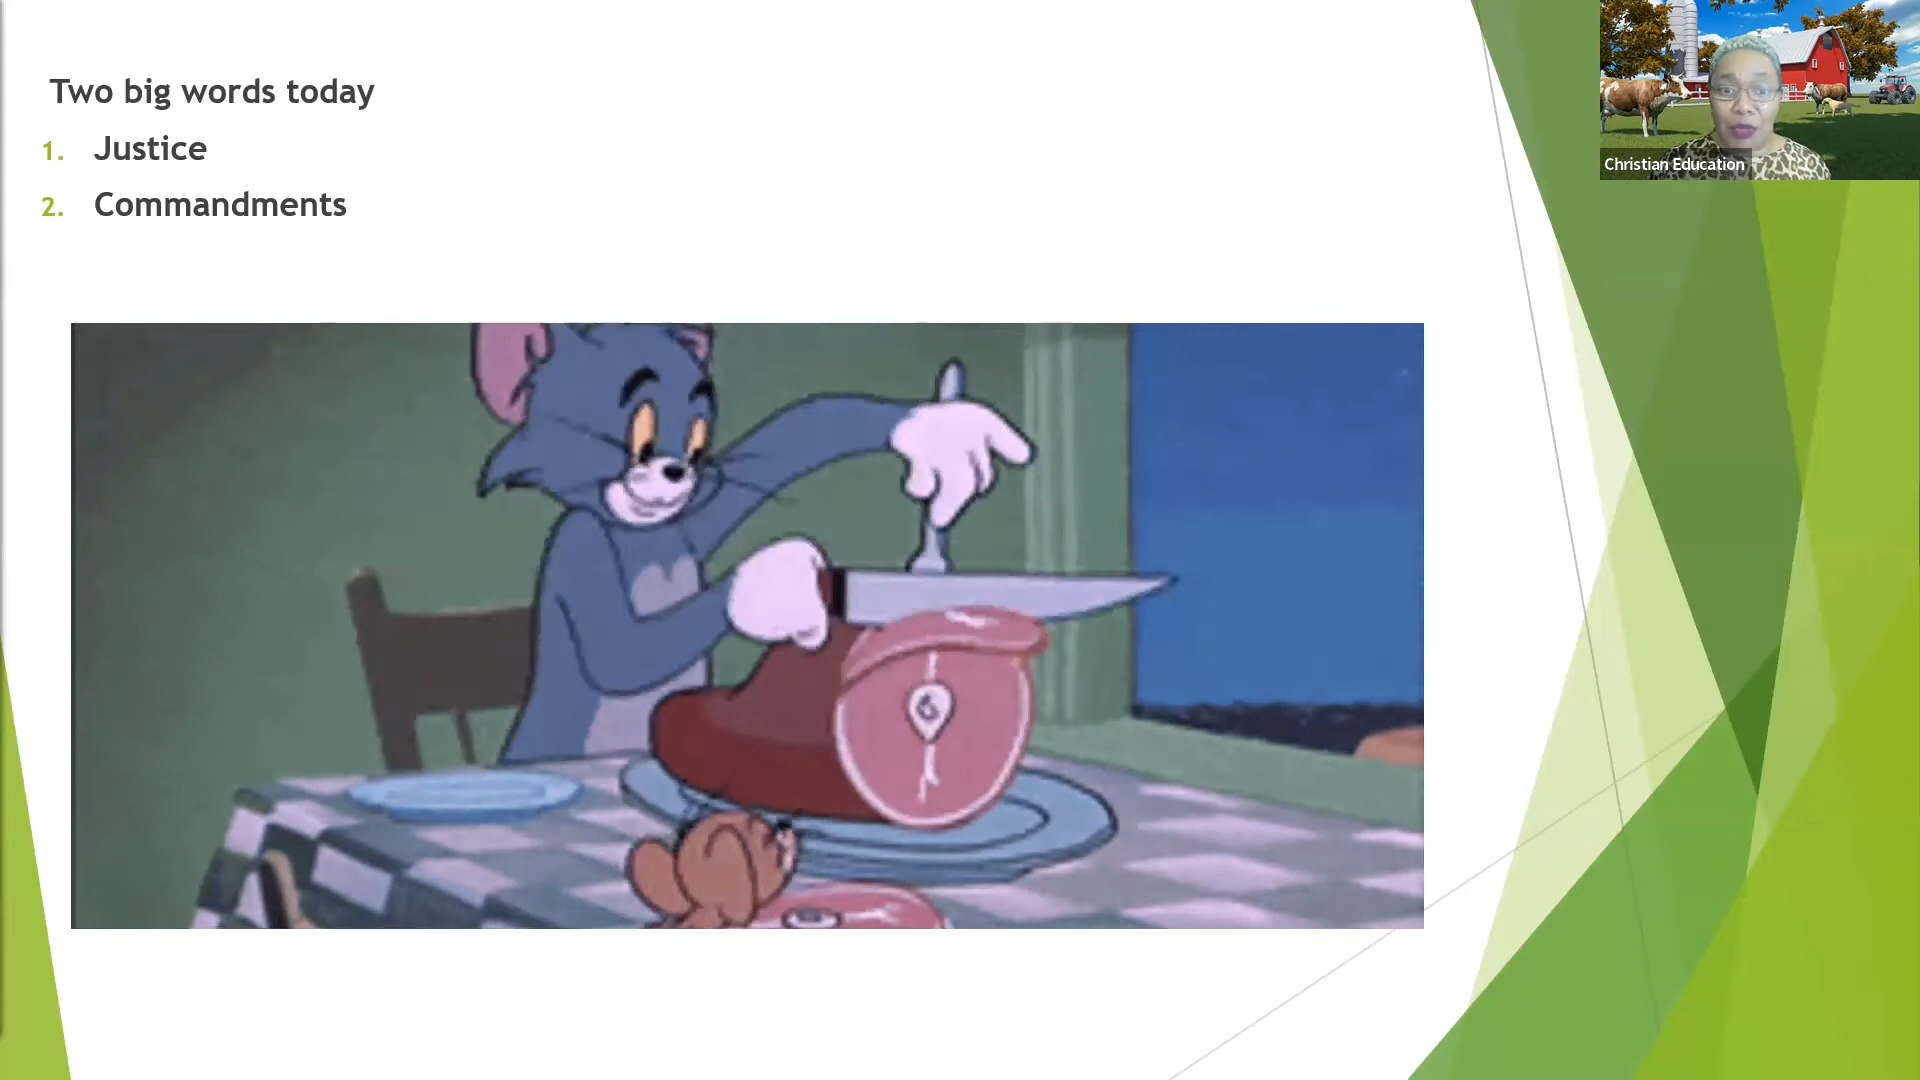 Two big words today
1. Justice
2. Commandments
Christian Education